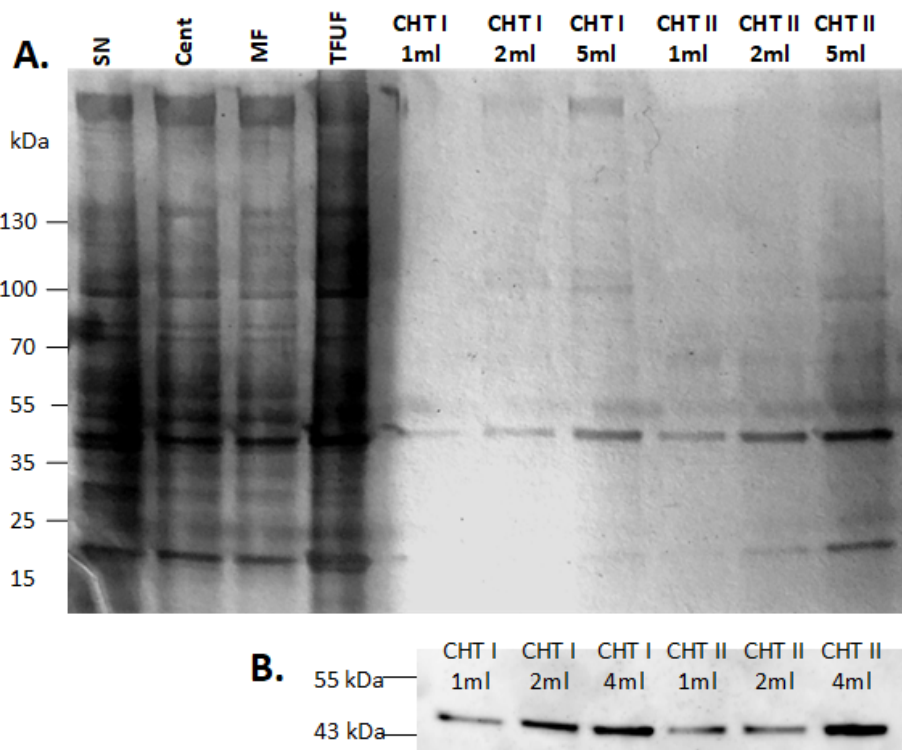 A.
SN
Cent
MF
TFUF
CHT I
1ml
CHT I
2ml
CHT I
5ml
CHT II
1ml
CHT II
2ml
CHT II
5ml
kDa
130
100
70
55
35
25
15
B.
CHT I
1ml
CHT I
2ml
CHT I
4ml
CHT II
1ml
CHT II
2ml
CHT II
4ml
55 kDa
43 kDa